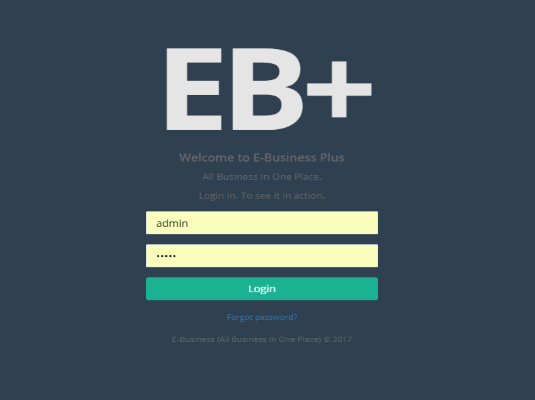 EB+
Welcome to E-Business Plus
All Business In One Place.
Login in. To see it in action.
admin
•••••
Login
Forgot password?
E-Business (All Business In One Place) © 2017